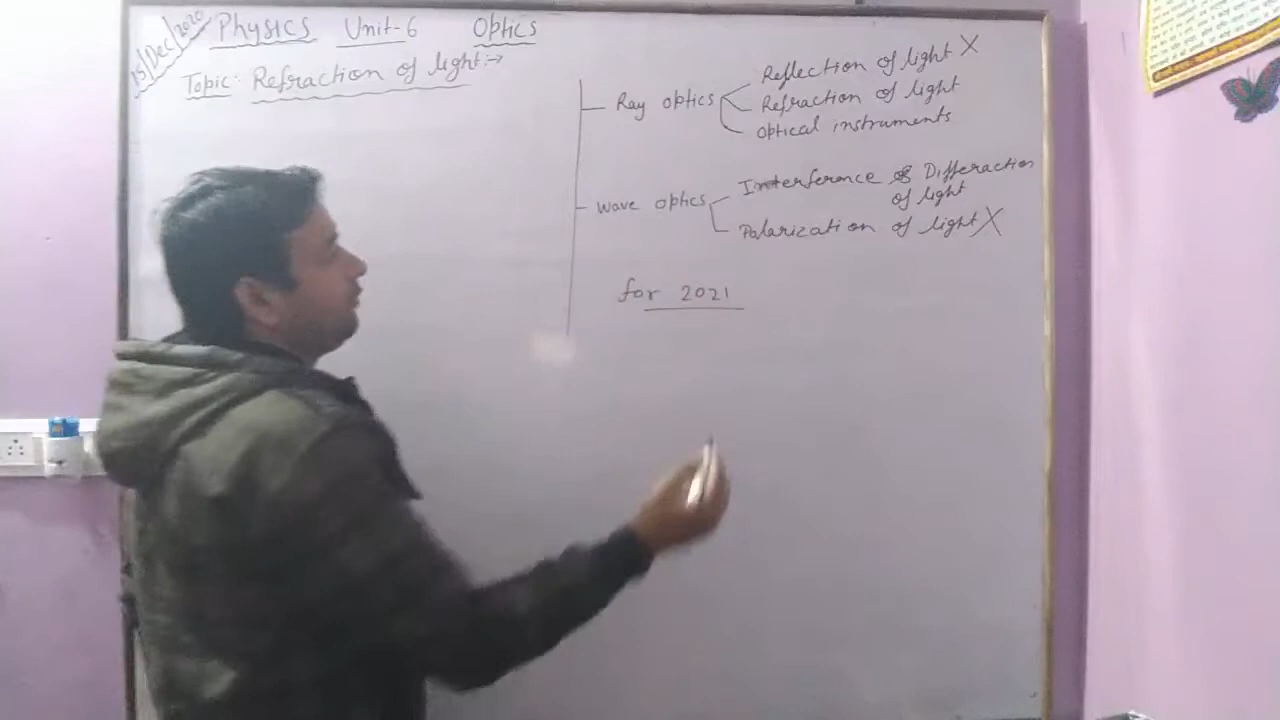 15/Dec/2020
Physics Unit-6 Optics
Topic: Refraction of light:→
Ray optics
Reflection of light X
Refraction of light
Optical instruments
Wave optics
Interference & Differaction
of light
Polarization of light X
for 2021